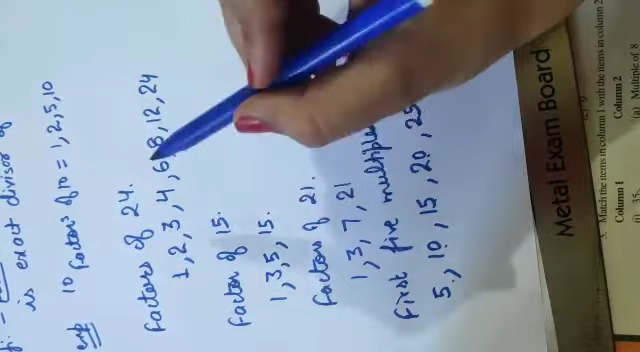 is exact divisor of
exp 10 factors of 10 = 1, 2, 5, 10
factors of 24.
1, 2, 3, 4, 6, 8, 12, 24
factor of 15.
1, 3, 5, 15.
factors of 21.
1, 3, 7, 21
first five multiple
5, 10, 15, 20, 25
Metal Exam Board
3. Match the items in column 1 with the items in column 2
Column 1 Column 2
(i) 35 (a) Multiple of 8